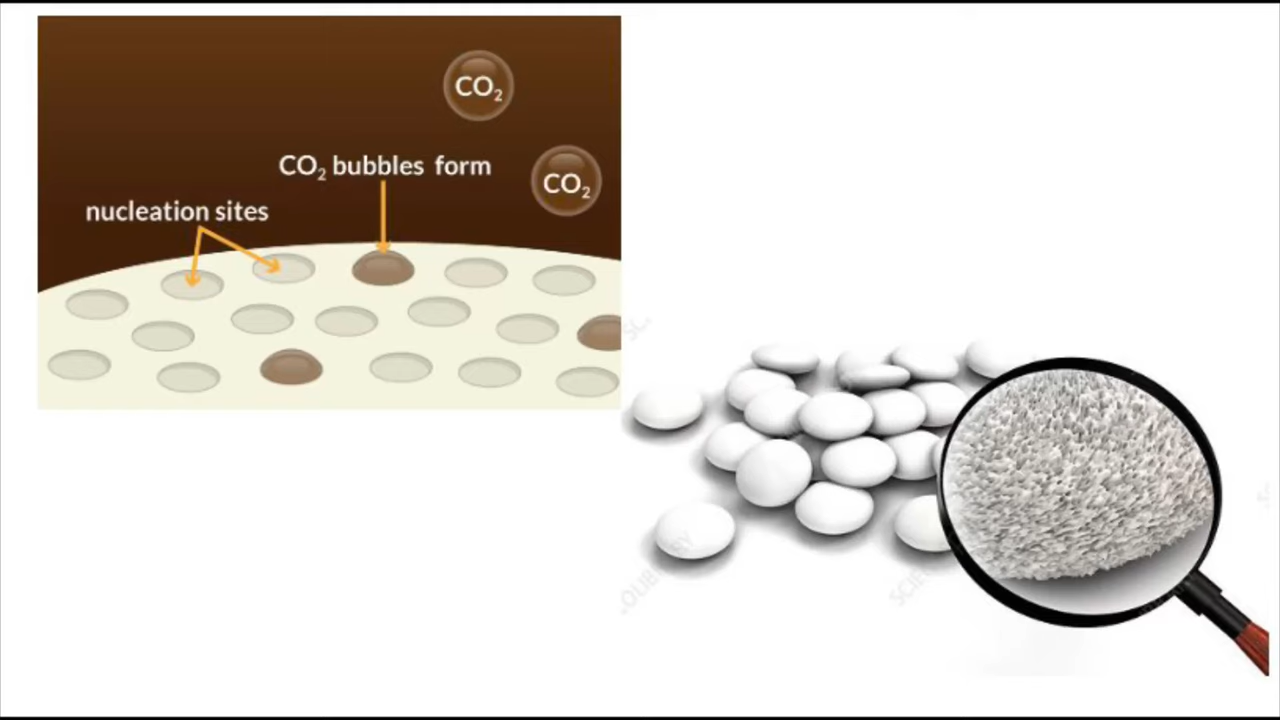 CO₂
CO₂ bubbles form
CO₂
nucleation sites